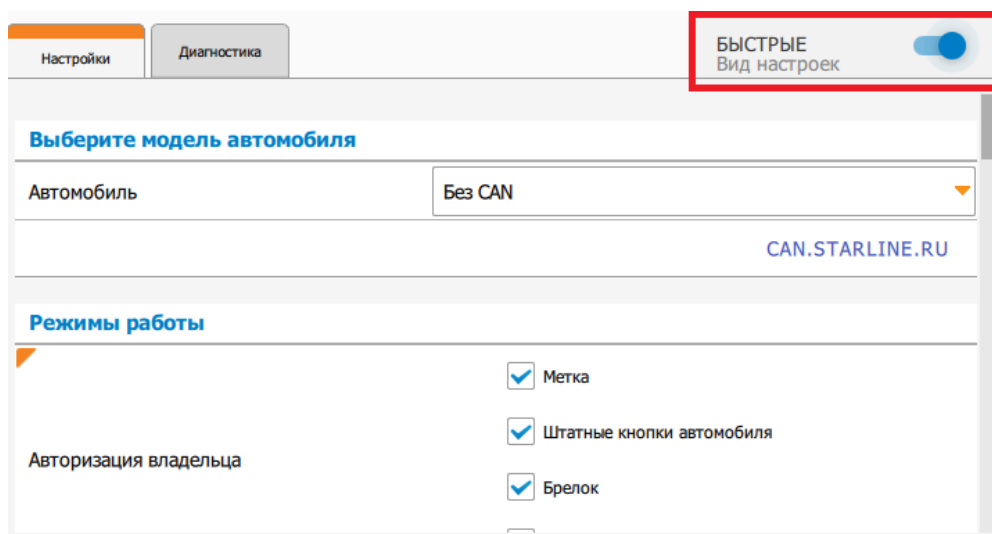 Настройки
Диагностика
БЫСТРЫЕ
Вид настроек
Выберите модель автомобиля
Автомобиль
Без CAN
CAN.STARLINE.RU
Режимы работы
Метка
Штатные кнопки автомобиля
Авторизация владельца
Брелок